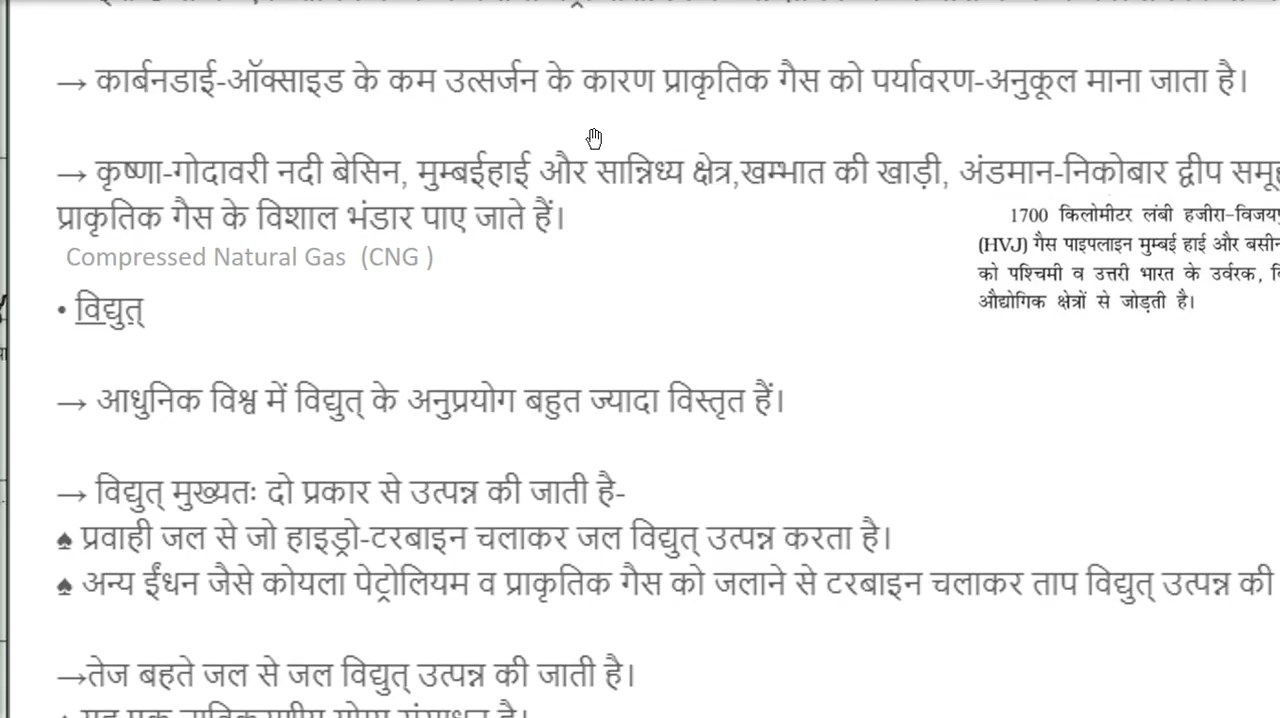 → कार्बनडाई-ऑक्साइड के कम उत्सर्जन के कारण प्राकृतिक गैस को पर्यावरण-अनुकूल माना जाता है।
→ कृष्णा-गोदावरी नदी बेसिन, मुम्बईहाई और सान्निध्य क्षेत्र,खम्भात की खाड़ी, अंडमान-निकोबार द्वीप
प्राकृतिक गैस के विशाल भंडार पाए जाते हैं।
Compressed Natural Gas (CNG )
1700 किलोमीटर लंबी हजीरा-
(HVJ) गैस पाइपलाइन मुम्बई हाई और
को पश्चिमी व उत्तरी भारत के उर्वरक,
औद्योगिक क्षेत्रों से जोड़ती है।
• विद्युत्
→ आधुनिक विश्व में विद्युत् के अनुप्रयोग बहुत ज्यादा विस्तृत हैं।
→ विद्युत् मुख्यतः दो प्रकार से उत्पन्न की जाती है-
♠ प्रवाही जल से जो हाइड्रो-टरबाइन चलाकर जल विद्युत् उत्पन्न करता है।
♠ अन्य ईंधन जैसे कोयला पेट्रोलियम व प्राकृतिक गैस को जलाने से टरबाइन चलाकर ताप विद्युत् उत्पन्न की
→तेज बहते जल से जल विद्युत् उत्पन्न की जाती है।